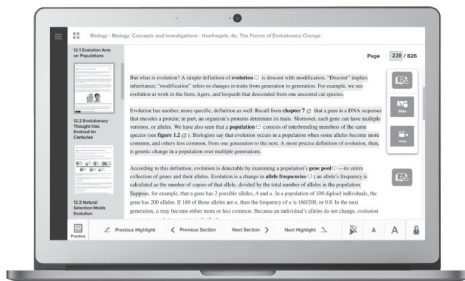 Biology - Biology: Concepts and Investigations - Hoefnagels, 4e, The Forces of Evolutionary Change
12.1 Evolution Acts
on Populations
12.2 Evolutionary
Thought Has
Evolved for
Centuries
12.3 Natural
Selection Molds
Evolution
Page 238 / 826
But what is evolution? A simple definition of evolution is descent with modification. "Descent" implies
inheritance; "modification" refers to changes in traits from generation to generation. For example, we see
evolution at work in the lions, tigers, and leopards that descended from one ancestral cat species.
Evolution has another, more specific, definition as well. Recall from chapter 7 that a gene is a DNA sequence
that encodes a protein; in part, an organism's proteins determine its traits. Moreover, each gene can have multiple
versions, or alleles. We have also seen that a population consists of interbreeding members of the same
species (see figure 1.2). Biologists say that evolution occurs in a population when some alleles become more
common, and others less common, from one generation to the next. A more precise definition of evolution, then,
is genetic change in a population over multiple generations.
According to this definition, evolution is detectable by examining a population's gene pool—its entire
collection of genes and their alleles. Evolution is a change in allele frequencies; an allele's frequency is
calculated as the number of copies of that allele, divided by the total number of alleles in the population.
Suppose, for example, that a gene has 2 possible alleles, A and a. In a population of 100 diploid individuals, the
gene has 200 alleles. If 160 of those alleles are a, then the frequency of a is 160/200, or 0.8. In the next
generation, a may become either more or less common. Because an individual's alleles do not change, evolution
Practice
Previous Highlight
Previous Section
Next Section
Next Highlight
A
A